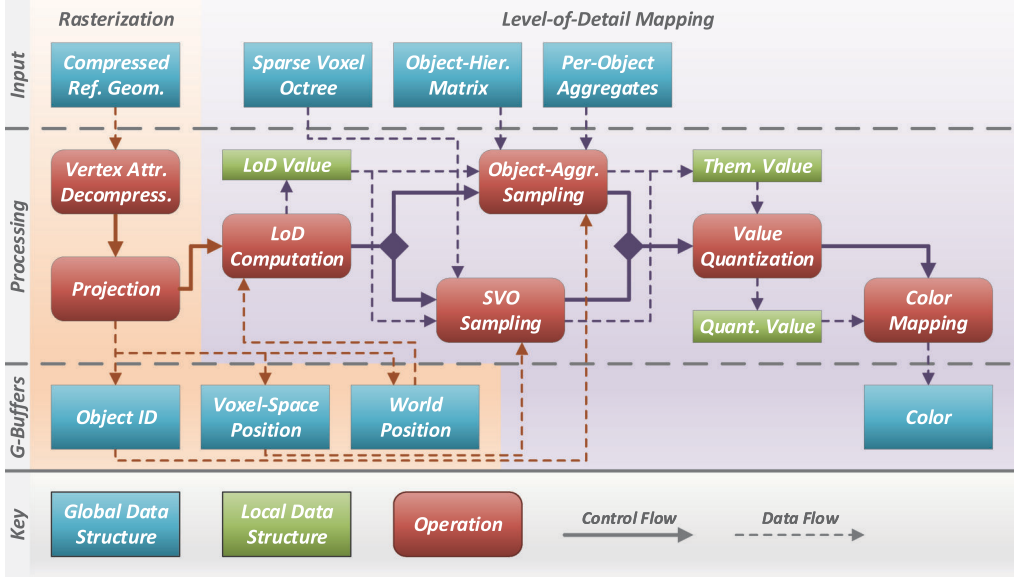 Rasterization
Level-of-Detail Mapping
Input
Compressed
Ref. Geom.
Sparse Voxel
Octree
Object-Hier.
Matrix
Per-Object
Aggregates
Processing
Vertex Attr.
Decompress.
LoD Value
Object-Aggr.
Sampling
Them. Value
Projection
LoD
Computation
SVO
Sampling
Value
Quantization
Quant. Value
Color
Mapping
G-Buffers
Object ID
Voxel-Space
Position
World
Position
Color
Key
Global Data
Structure
Local Data
Structure
Operation
Control Flow
Data Flow